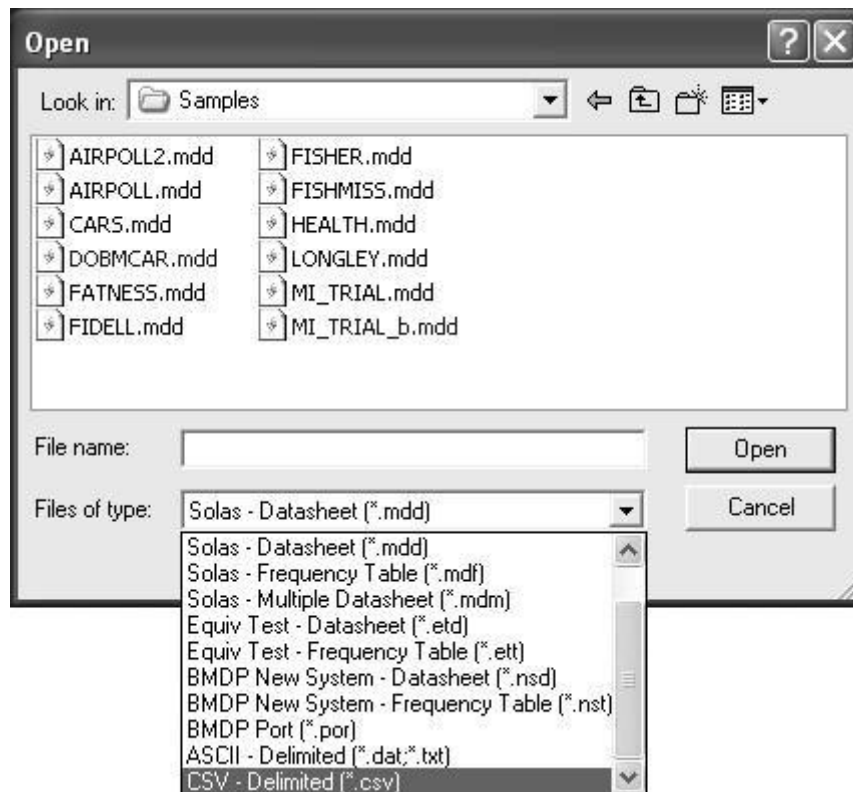 Open
Look in: Samples
AIRPOLL2.mdd
AIRPOLL.mdd
CARS.mdd
DOBMCAR.mdd
FATNESS.mdd
FIDELL.mdd
FISHER.mdd
FISHMISS.mdd
HEALTH.mdd
LONGLEY.mdd
MI_TRIAL.mdd
MI_TRIAL_b.mdd
File name:
Open
Files of type: Solas - Datasheet (*.mdd)
Cancel
Solas - Datasheet (*.mdd)
Solas - Frequency Table (*.mdf)
Solas - Multiple Datasheet (*.mdm)
Equiv Test - Datasheet (*.etd)
Equiv Test - Frequency Table (*.ett)
BMDP New System - Datasheet (*.nsd)
BMDP New System - Frequency Table (*.nst)
BMDP Port (*.por)
ASCII - Delimited (*.dat;*.txt)
CSV - Delimited (*.csv)